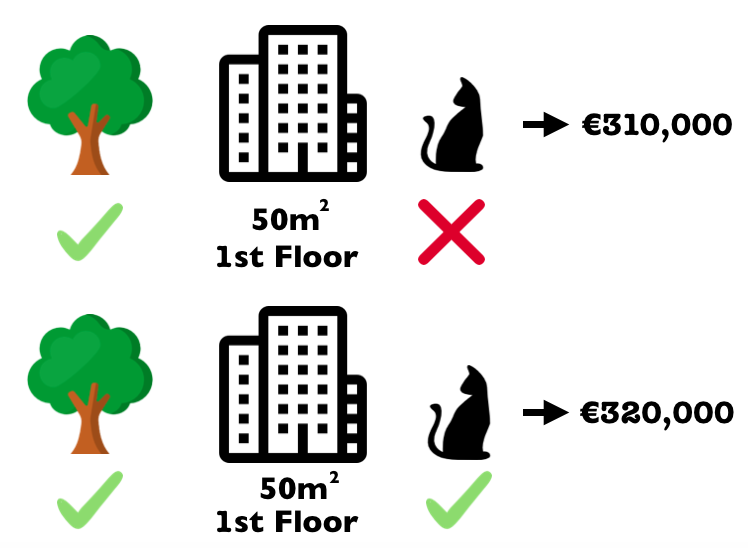 €310,000
50m²
1st Floor
€320,000
50m²
1st Floor